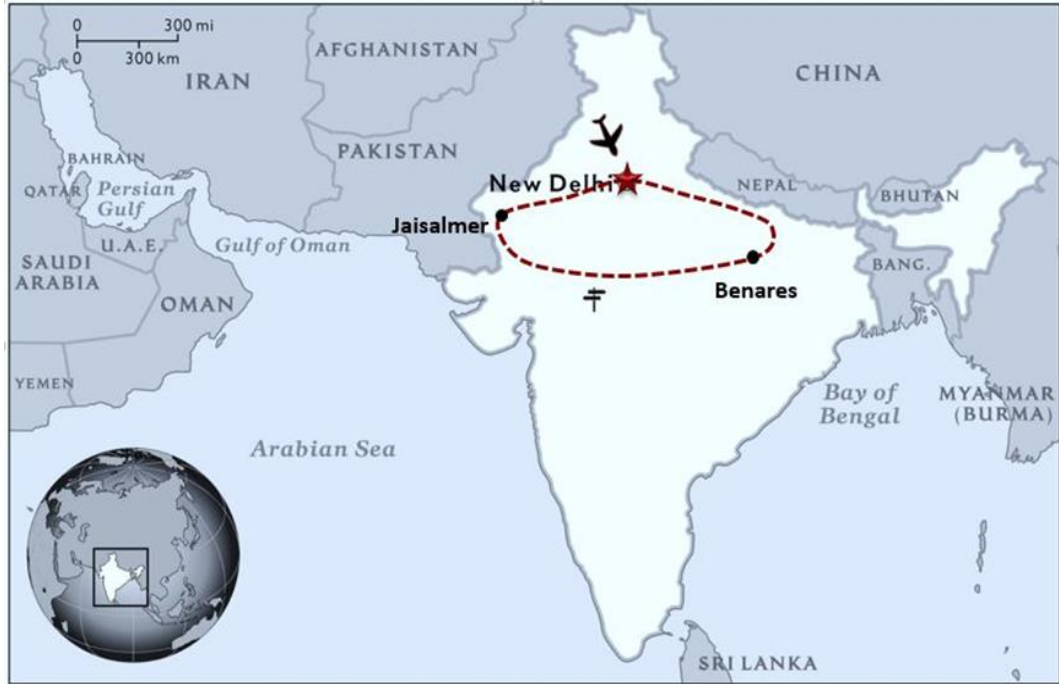 0 300 mi
0 300 km
AFGHANISTAN
IRAN
CHINA
PAKISTAN
BAHRAIN
QATAR
Persian
Gulf
New Delhi
NEPAL
BHUTAN
Jaisalmer
U.A.E.
Gulf of Oman
SAUDI
ARABIA
BANG.
OMAN
Benares
YEMEN
Bay of
Bengal
MYANMAR
(BURMA)
Arabian Sea
SRI LANKA